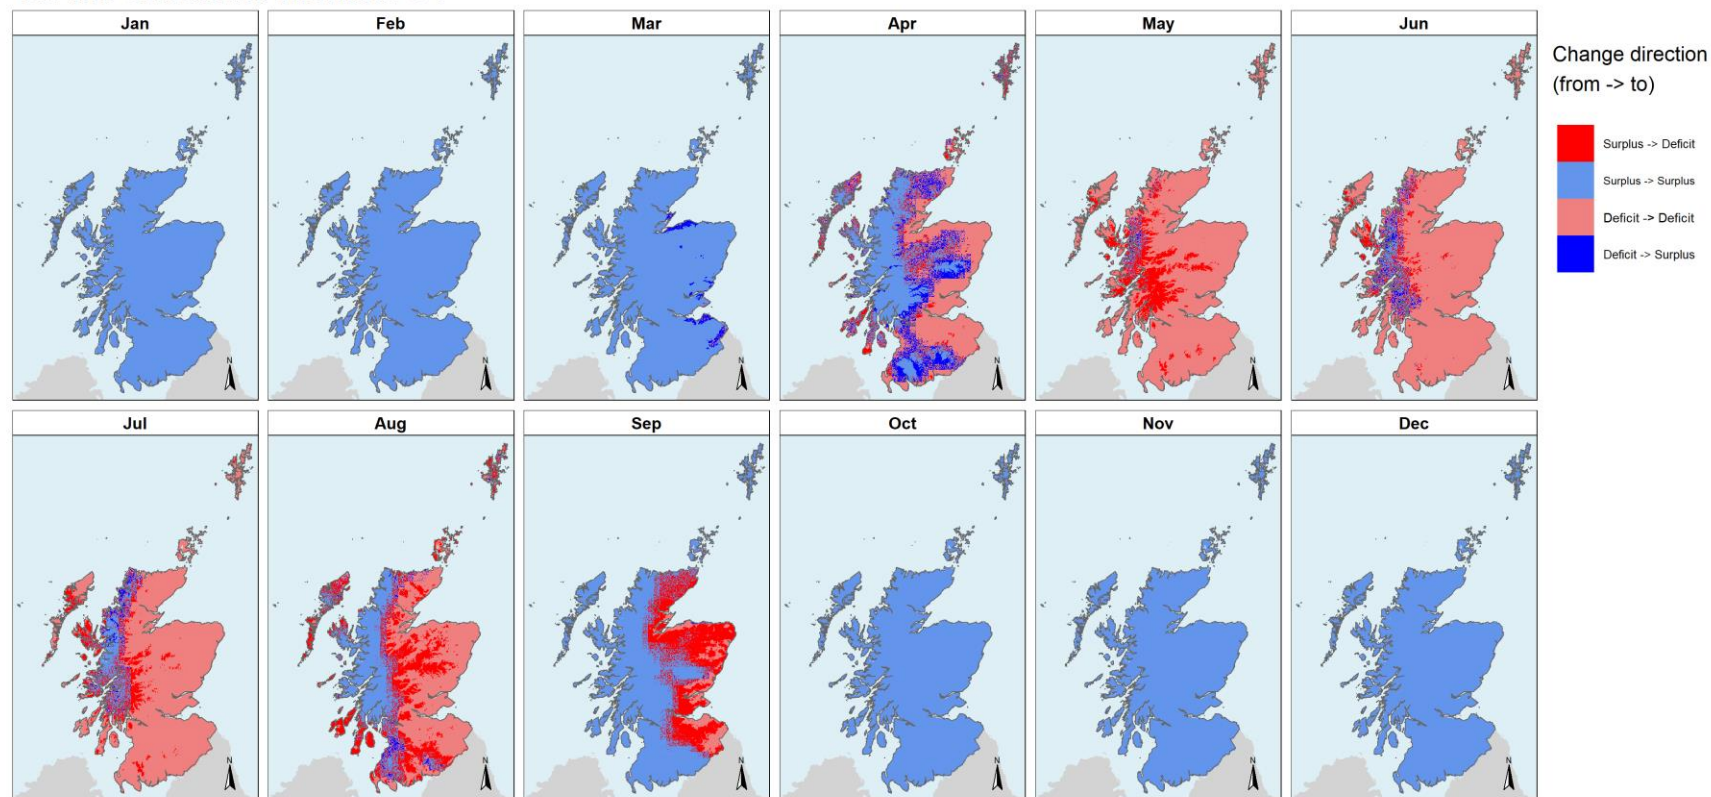 Jan
Feb
Mar
Apr
May
Jun
Change direction
(from -> to)
Surplus -> Deficit
Surplus -> Surplus
Deficit -> Deficit
Deficit -> Surplus
N
N
N
N
N
N
Jul
Aug
Sep
Oct
Nov
Dec
N
N
N
N
N
N